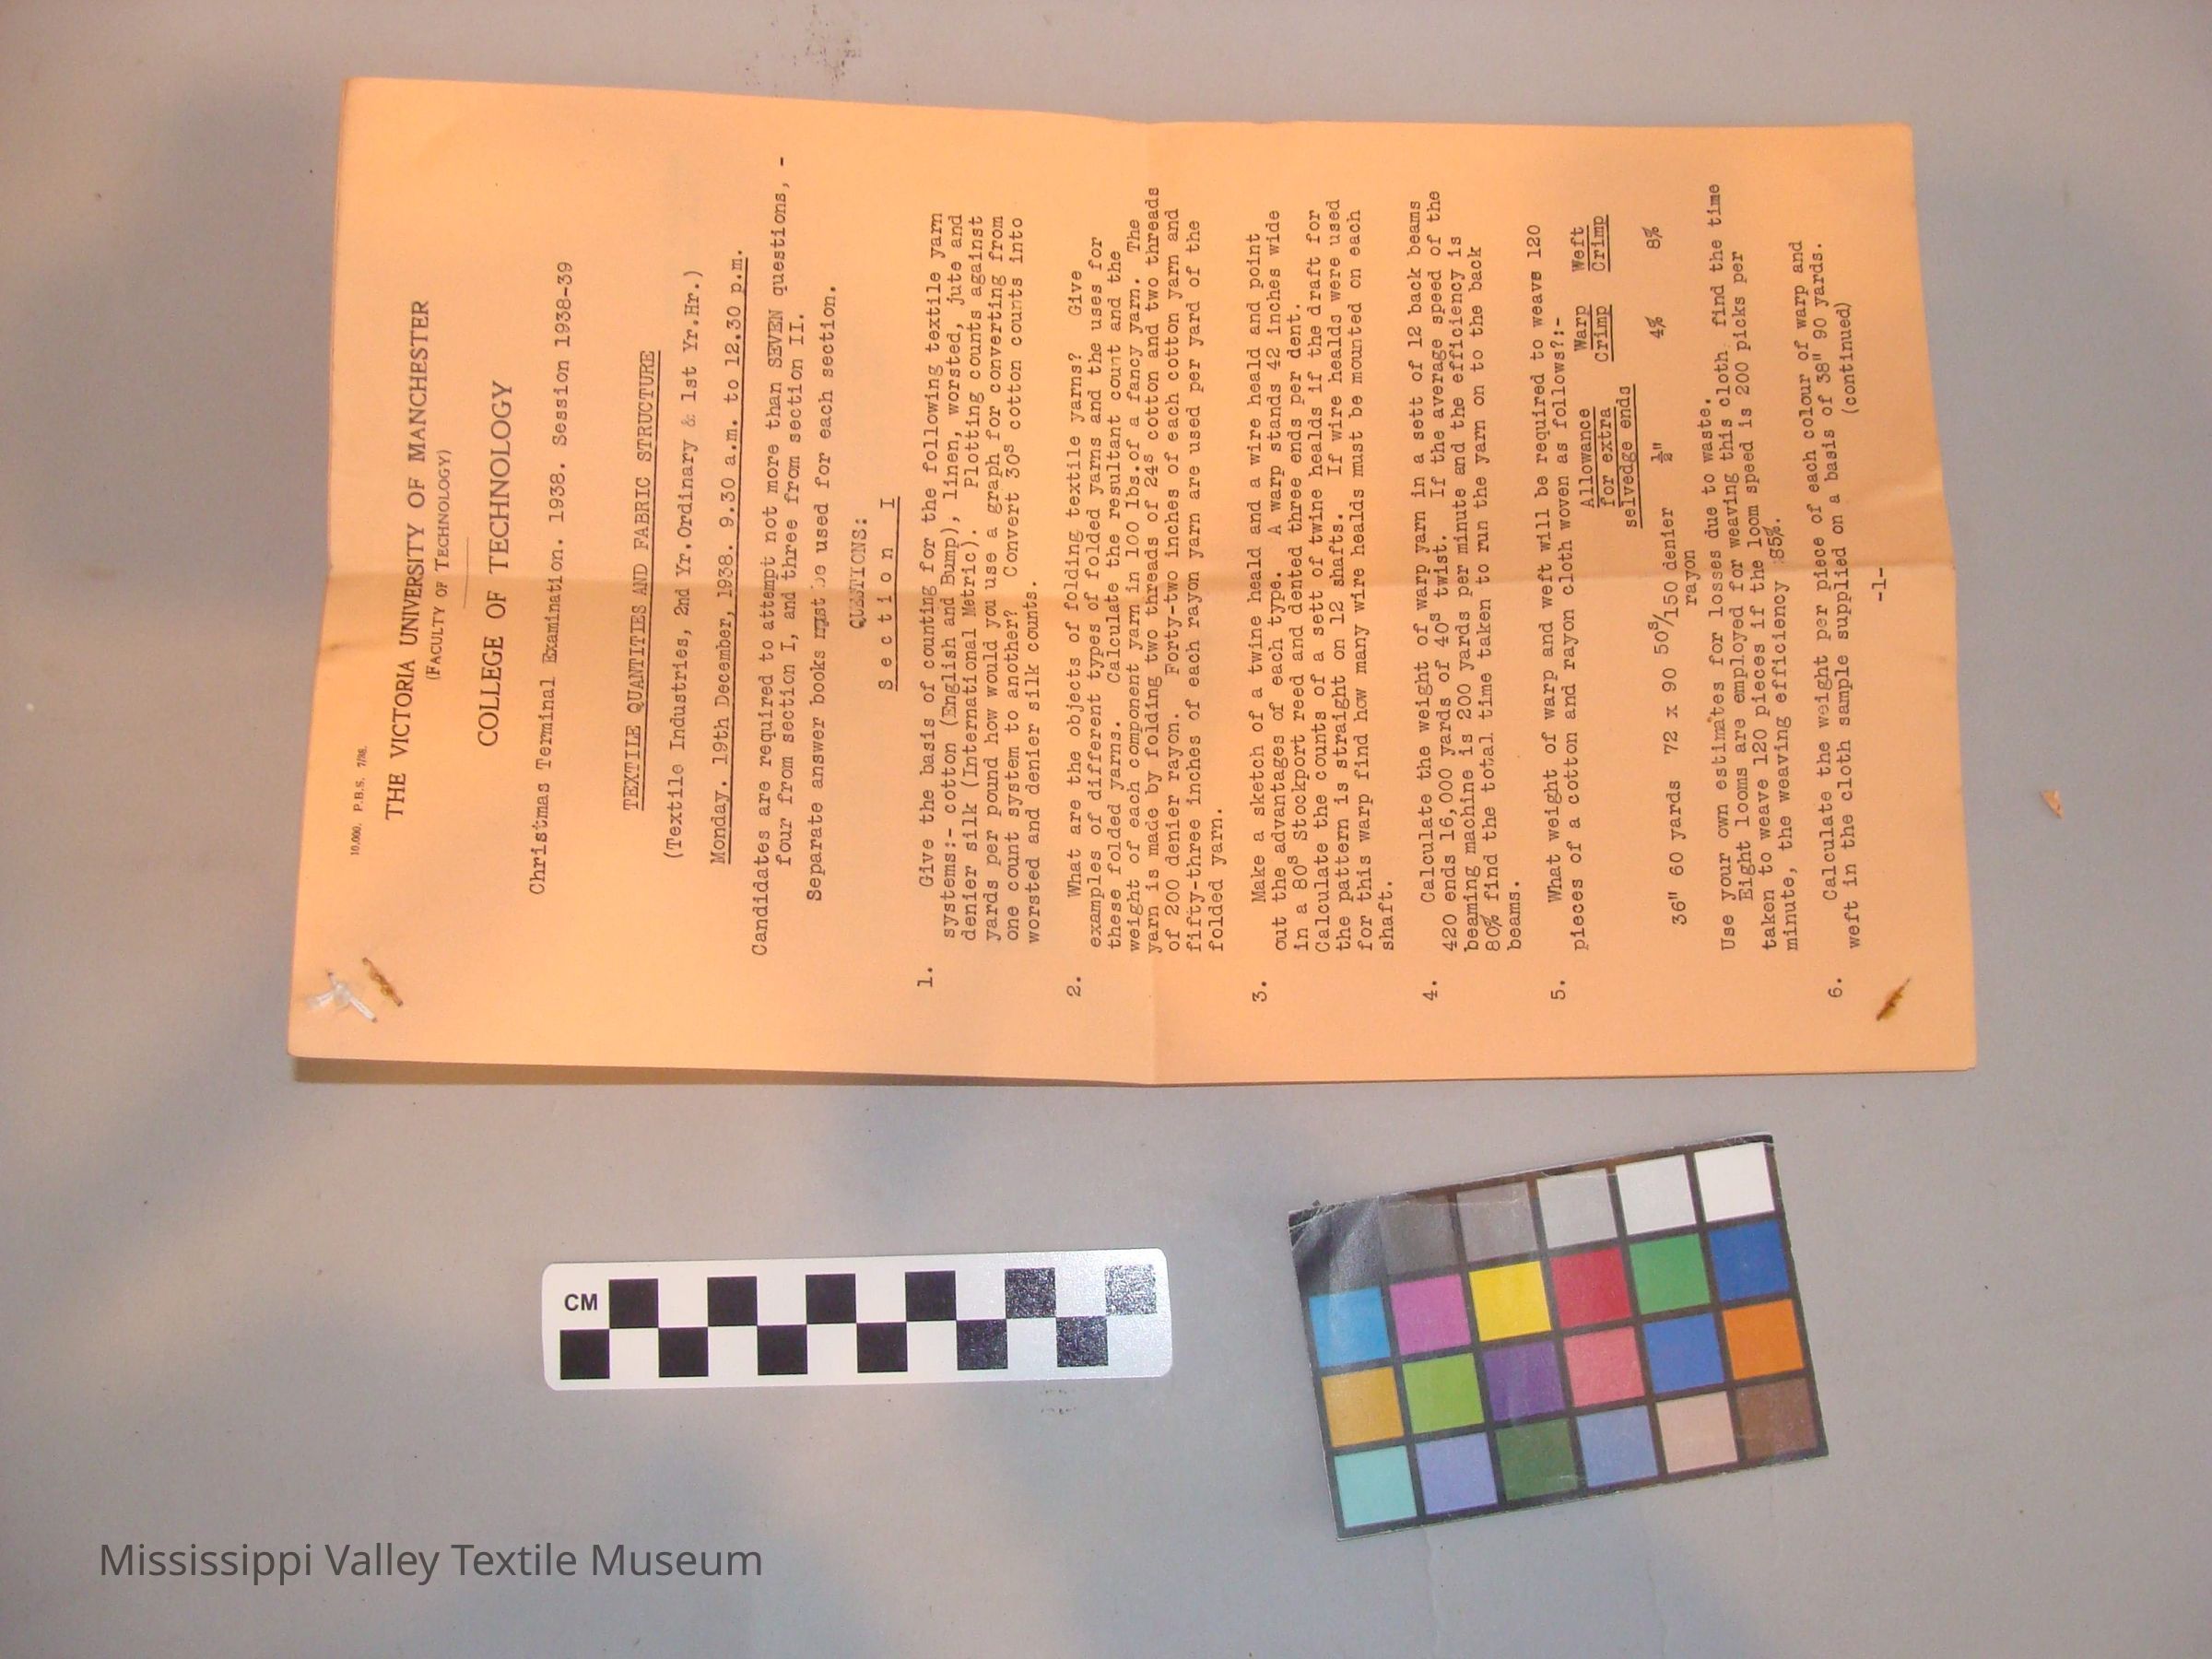 10,000. P.B.S. 7/38.
THE VICTORIA UNIVERSITY OF MANCHESTER
(FACULTY OF TECHNOLOGY)
COLLEGE OF TECHNOLOGY
Christmas Terminal Examination. 1938. Session 1938-39
TEXTILE QUANTITIES AND FABRIC STRUCTURE
(Textile Industries, 2nd Yr.Ordinary & 1st Yr.Hr.)
Monday. 19th December, 1938. 9.30 a.m. to 12.30 p.m.
Candidates are required to attempt not more than SEVEN questions, -
four from section I, and three from section II.
Separate answer books must be used for each section.
QUESTIONS:
Section I
1. Give the basis of counting for the following textile yarn
systems:- cotton (English and Bump), linen, worsted, jute and
denier silk (International Metric). Plotting counts against
yards per pound how would you use a graph for converting from
one count system to another? Convert 30s cotton counts into
worsted and denier silk counts.
2. What are the objects of folding textile yarns? Give
examples of different types of folded yarns and the uses for
these folded yarns. Calculate the resultant count and the
weight of each component yarn in 100 lbs.of a fancy yarn. The
yarn is made by folding two threads of 24s cotton and two threads
of 200 denier rayon. Forty-two inches of each cotton yarn and
fifty-three inches of each rayon yarn are used per yard of the
folded yarn.
3. Make a sketch of a twine heald and a wire heald and point
out the advantages of each type. A warp stands 42 inches wide
in a 80s Stockport reed and dented three ends per dent.
Calculate the counts of a sett of twine healds if the draft for
the pattern is straight on 12 shafts. If wire healds were used
for this warp find how many wire healds must be mounted on each
shaft.
4. Calculate the weight of warp yarn in a sett of 12 back beams
420 ends 16,000 yards of 40s twist. If the average speed of the
beaming machine is 200 yards per minute and the efficiency is
80% find the total time taken to run the yarn on to the back
beams.
5. What weight of warp and weft will be required to weave 120
pieces of a cotton and rayon cloth woven as follows?:-
Allowance for extra selvedge ends Warp Crimp Weft Crimp
36" 60 yards 72 x 90 50s/150 denier rayon ½" 4% 8%
Use your own estimates for losses due to waste.
Eight looms are employed for weaving this cloth. find the time
taken to weave 120 pieces if the loom speed is 200 picks per
minute, the weaving efficiency 85%.
6. Calculate the weight per piece of each colour of warp and
weft in the cloth sample supplied on a basis of 38" 90 yards.
(continued)
-1-
CM
Mississippi Valley Textile Museum